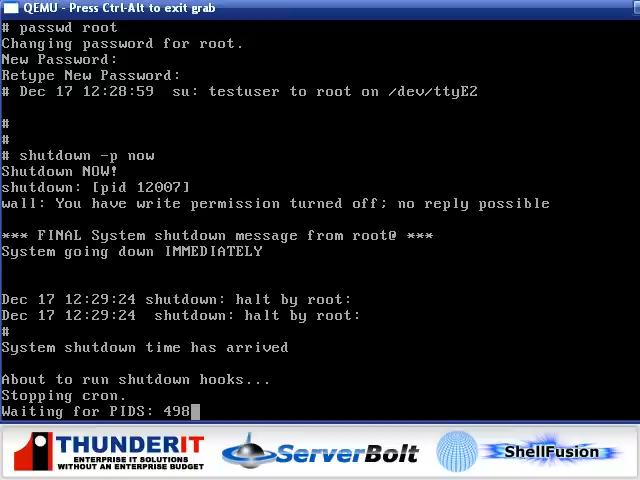 QEMU - Press Ctrl-Alt to exit grab
# passwd root
Changing password for root.
New Password:
Retype New Password:
# Dec 17 12:28:59  su: testuser to root on /dev/ttyE2
#
#
# shutdown -p now
Shutdown NOW!
shutdown: [pid 12007]
wall: You have write permission turned off; no reply possible
*** FINAL System shutdown message from root@ ***
System going down IMMEDIATELY
Dec 17 12:29:24 shutdown: halt by root:
Dec 17 12:29:24  shutdown: halt by root:
#
System shutdown time has arrived
About to run shutdown hooks...
Stopping cron.
Waiting for PIDS: 498
THUNDERIT
ENTERPRISE IT SOLUTIONS
WITHOUT AN ENTERPRISE BUDGET
ServerBolt
ShellFusion